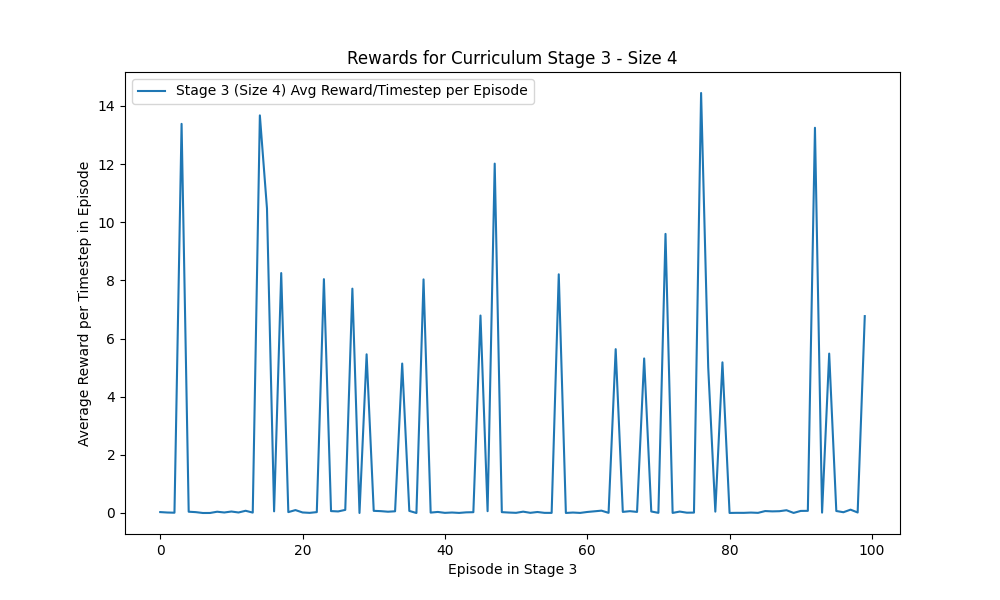 Rewards for Curriculum Stage 3 - Size 4
Stage 3 (Size 4) Avg Reward/Timestep per Episode
Average Reward per Timestep in Episode
14
12
10
8
6
4
2
0
0 20 40 60 80 100
Episode in Stage 3